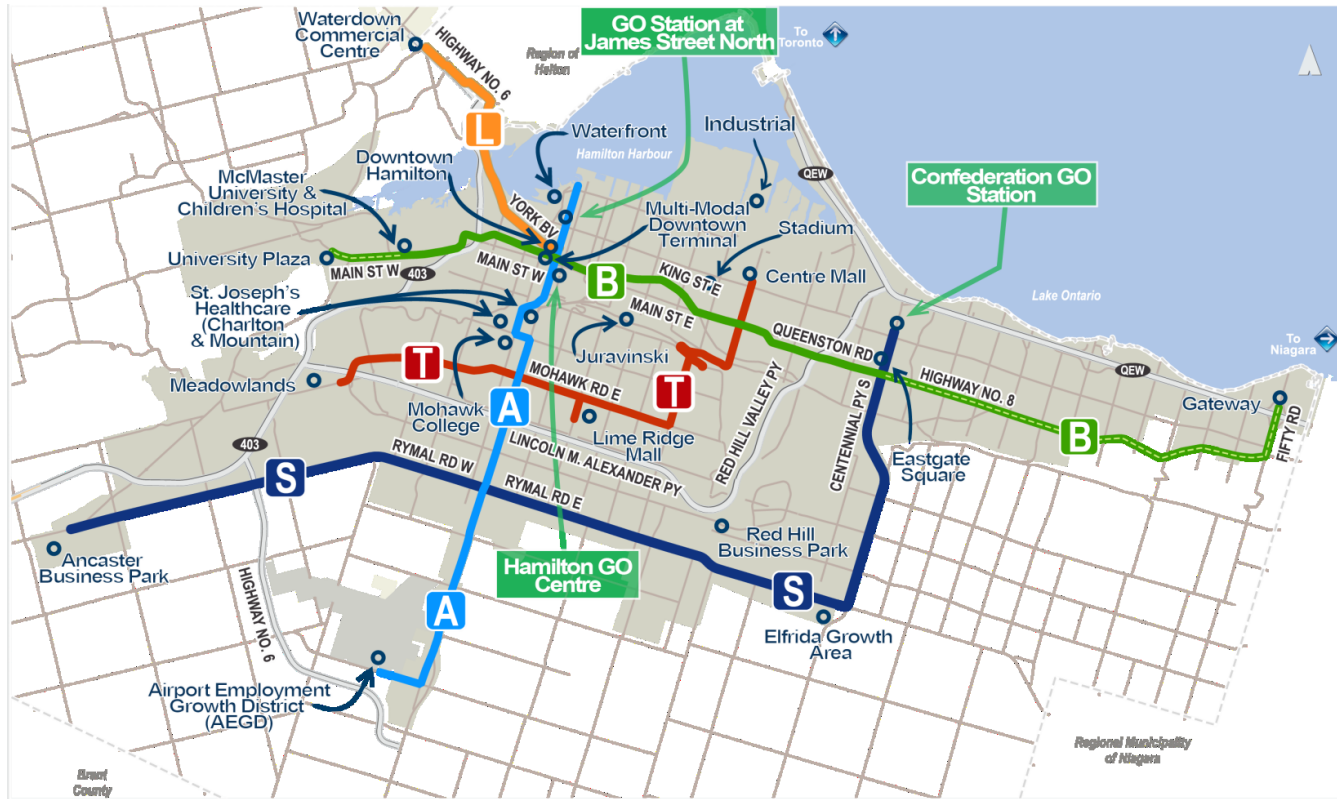 Waterdown
Commercial
Centre
HIGHWAY NO. 6
Region of
Halton
GO Station at
James Street North
To
Toronto
L
Waterfront
Hamilton Harbour
Industrial
QEW
Downtown
Hamilton
McMaster
University &
Children's Hospital
YORK BV
Multi-Modal
Downtown
Terminal
Stadium
Confederation GO
Station
University Plaza
MAIN ST W
403
MAIN ST W
B
KING ST E
Centre Mall
Lake Ontario
St. Joseph's
Healthcare
(Charlton
& Mountain)
MAIN ST E
QUEENSTON RD
To
Niagara
Juravinski
T
MOHAWK RD E
T
Meadowlands
A
Mohawk
College
Lime Ridge
Mall
RED HILL VALLEY PY
CENTENNIAL PY S
HIGHWAY NO. 8
QEW
Gateway
B
FIFTY RD
Eastgate
Square
403
LINCOLN M. ALEXANDER PY
S
RYMAL RD W
RYMAL RD E
Red Hill
Business Park
Ancaster
Business Park
Hamilton GO
Centre
S
A
HIGHWAY NO. 6
Elfrida Growth
Area
Airport Employment
Growth District
(AEGD)
Regional Municipality
of Niagara
Brant
County